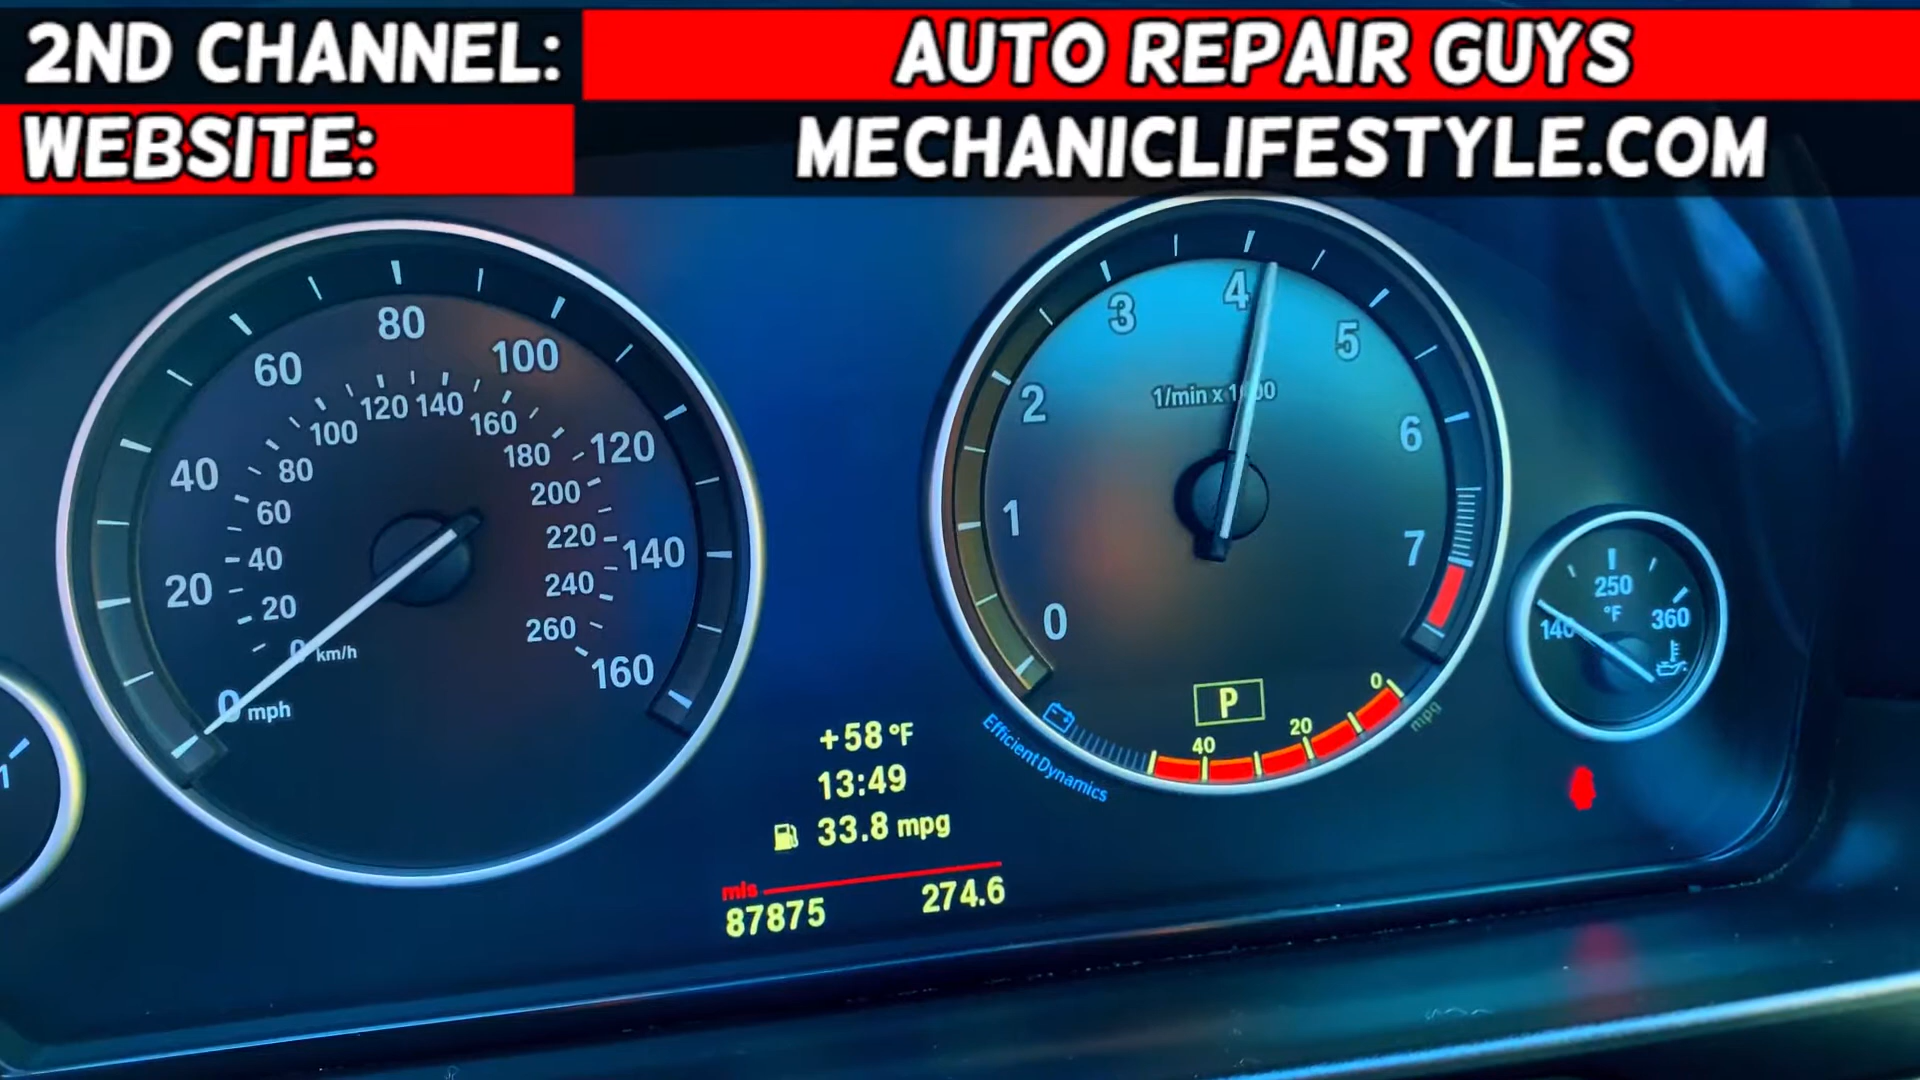 2ND CHANNEL: AUTO REPAIR GUYS
WEBSITE: MECHANICLIFESTYLE.COM
0 20 40 60 80 100 120 140 160
mph
0 20 40 60 80 100 120 140 160 180 200 220 240 260
km/h
+58 °F
13:49
33.8 mpg
mls
87875 274.6
0 1 2 3 4 5 6 7
P
40 20 0
mpg
EfficientDynamics
140 250 360
°F
1